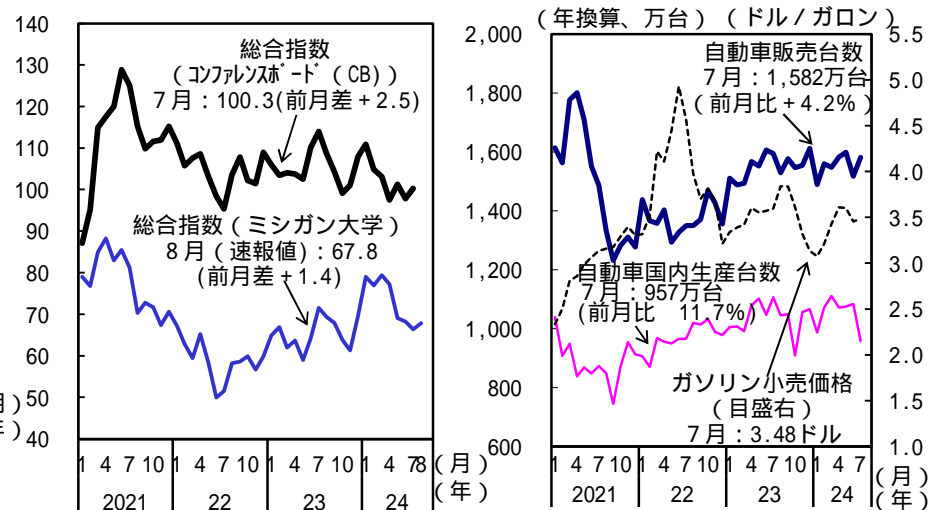 140
130
120
110
100
90
80
70
60
50
40
総合指数
(コンファレンスボード(CB))
7月:100.3(前月差+2.5)
総合指数(ミシガン大学)
8月(速報値):67.8
(前月差+1.4)
1 4 7 10 1 4 7 10 1 4 7 10 1 4 7 8 (月)
2021 22 23 24 (年)
月)
年)
(年換算、万台) (ドル/ガロン)
2,000
1,800
1,600
1,400
1,200
1,000
800
600
5.5
5.0
4.5
4.0
3.5
3.0
2.5
2.0
1.5
1.0
自動車販売台数
7月:1,582万台
(前月比+4.2%)
自動車国内生産台数
7月:957万台
(前月比 11.7%)
ガソリン小売価格
(目盛右)
7月:3.48ドル
1 4 7 10 1 4 7 10 1 4 7 10 1 4 7 (月)
2021 22 23 24 (年)